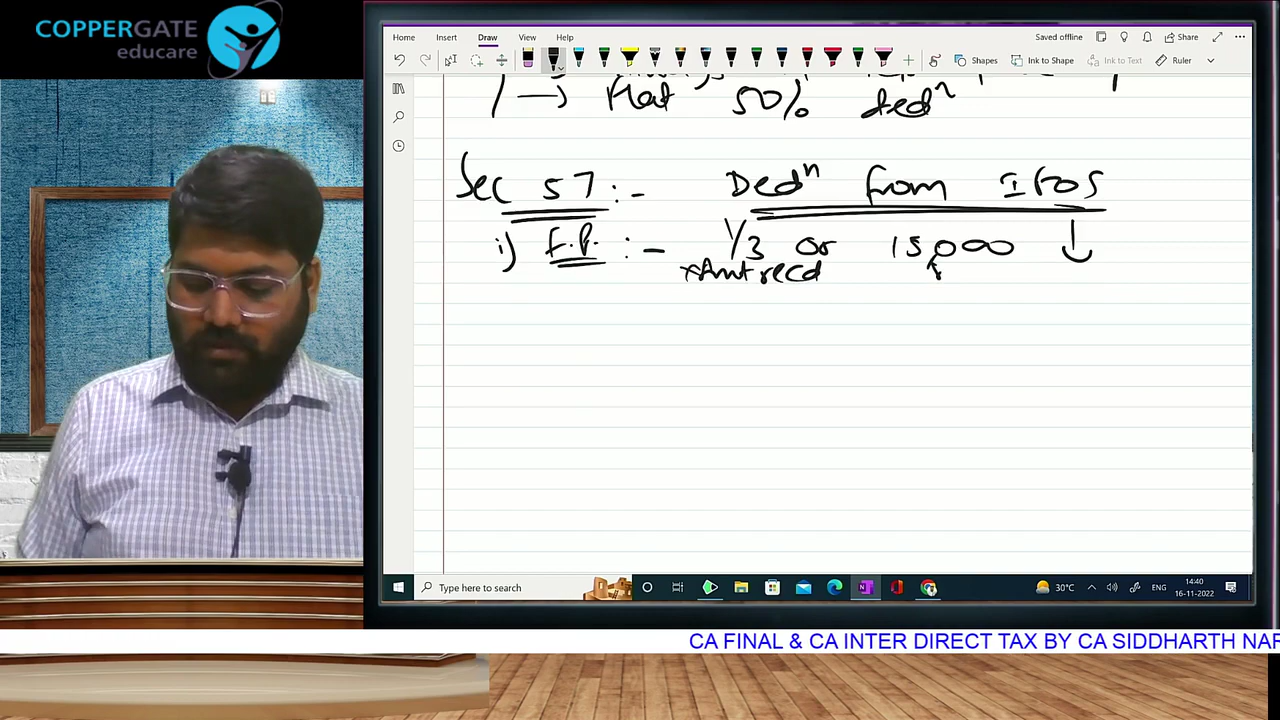 COPPERGATE
educare
Home Insert Draw View Help
Saved offline
Share
Shapes
Ink to Shape
Ink to Text
Ruler
Flat 50% dedn
Sec 57 :- Dedn from IFOS
i) F.P. :- 1/3 or 15,000 ↓
xAmt recd
Type here to search
30°C
ENG
14:40
16-11-2022
CA FINAL & CA INTER DIRECT TAX BY CA SIDDHARTH NAR